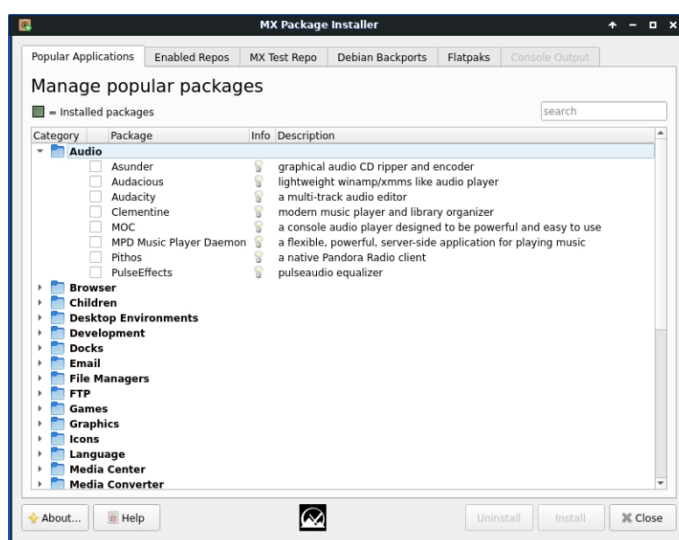 MX Package Installer
Popular Applications Enabled Repos MX Test Repo Debian Backports Flatpaks Console Output
Manage popular packages
= Installed packages search
Category Package Info Description
Audio
Asunder graphical audio CD ripper and encoder
Audacious lightweight winamp/xmms like audio player
Audacity a multi-track audio editor
Clementine modern music player and library organizer
MOC a console audio player designed to be powerful and easy to use
MPD Music Player Daemon a flexible, powerful, server-side application for playing music
Pithos a native Pandora Radio client
PulseEffects pulseaudio equalizer
Browser
Children
Desktop Environments
Development
Docks
Email
File Managers
FTP
Games
Graphics
Icons
Language
Media Center
Media Converter
About... Help Uninstall Install Close